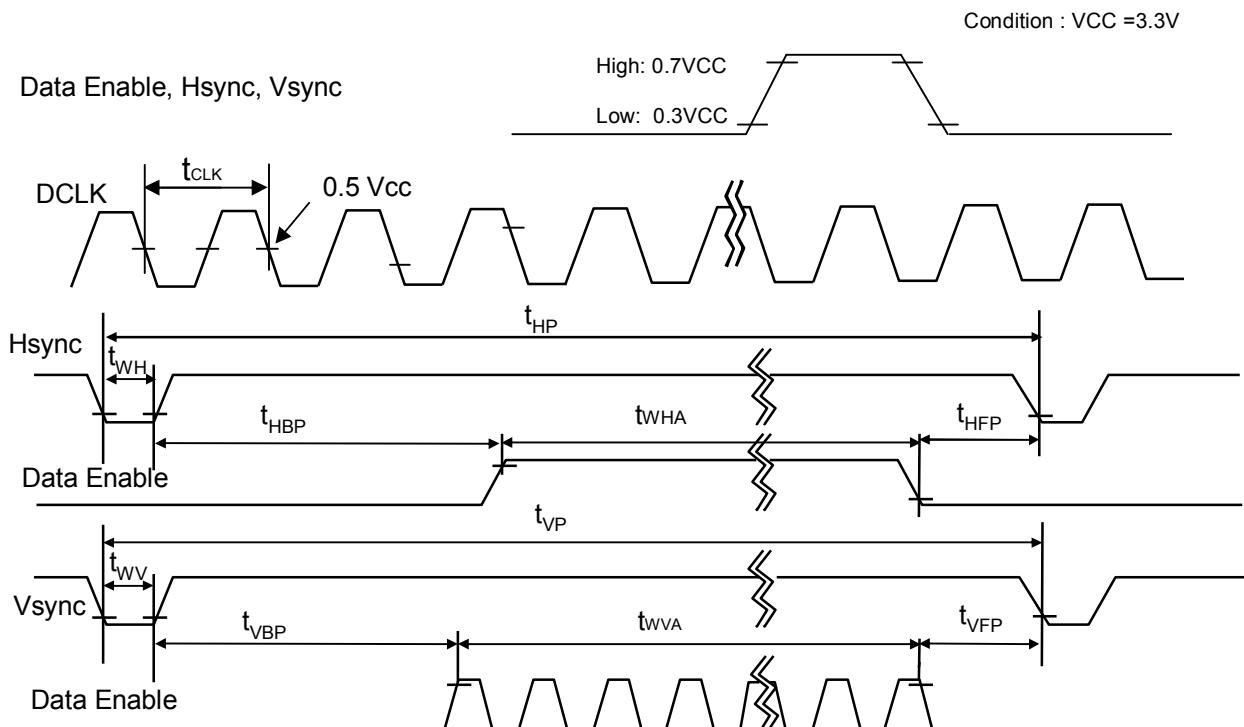 Condition : VCC =3.3V
High: 0.7VCC
Data Enable, Hsync, Vsync
Low: 0.3VCC
tCLK
0.5 Vcc
DCLK
tHP
Hsync
tWH
tHBP
tWHA
tHFP
Data Enable
tVP
tWV
Vsync
tVBP
tWVA
tVFP
Data Enable